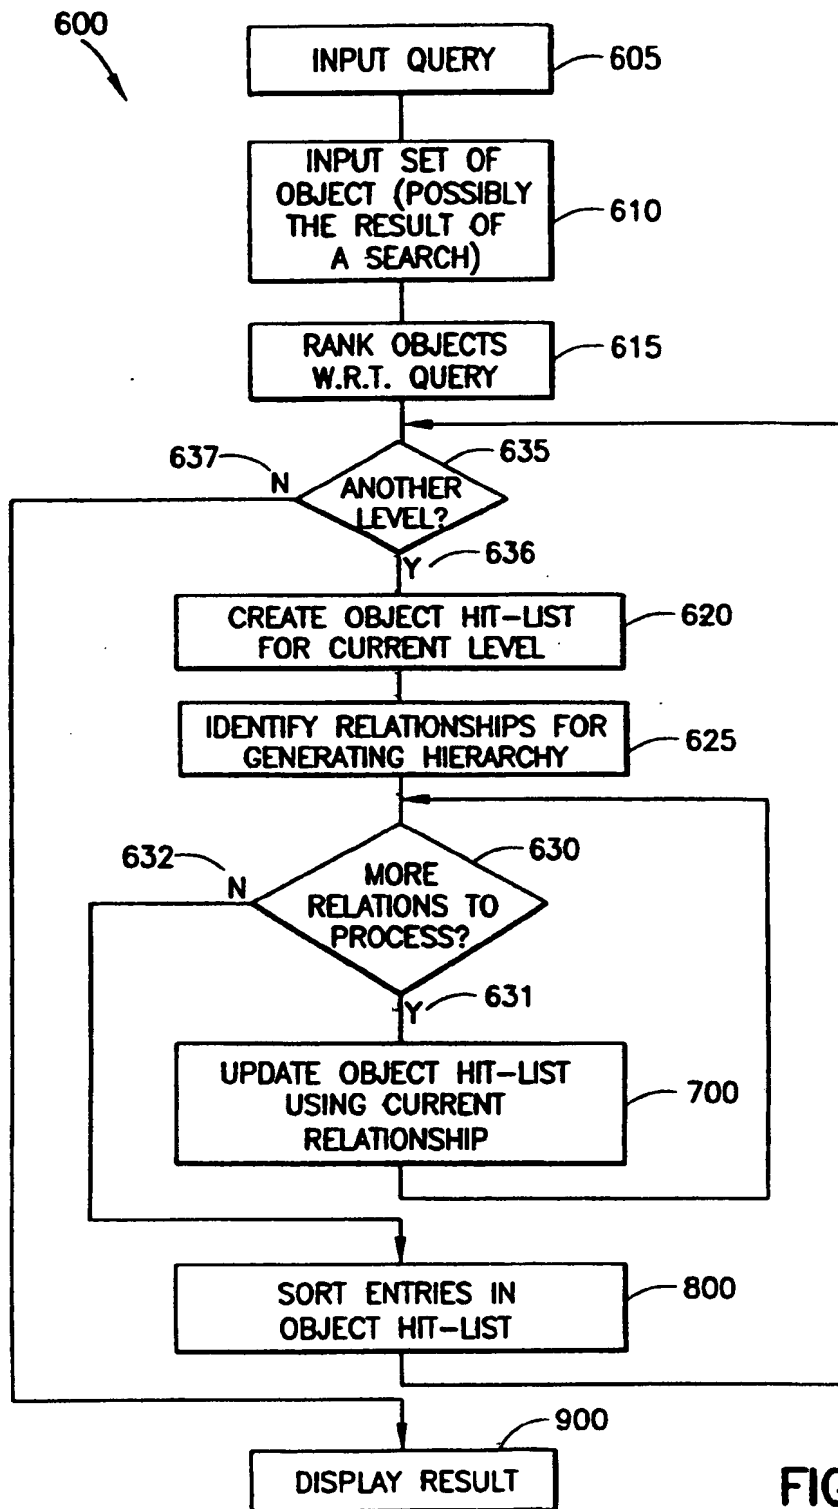 600
INPUT QUERY
605
INPUT SET OF
OBJECT (POSSIBLY
THE RESULT OF
A SEARCH)
610
RANK OBJECTS
W.R.T. QUERY
615
637
N
635
ANOTHER
LEVEL?
636
Y
CREATE OBJECT HIT-LIST
FOR CURRENT LEVEL
620
IDENTIFY RELATIONSHIPS FOR
GENERATING HIERARCHY
625
632
N
630
MORE
RELATIONS TO
PROCESS?
631
Y
UPDATE OBJECT HIT-LIST
USING CURRENT
RELATIONSHIP
700
SORT ENTRIES IN
OBJECT HIT-LIST
800
900
DISPLAY RESULT
FIG